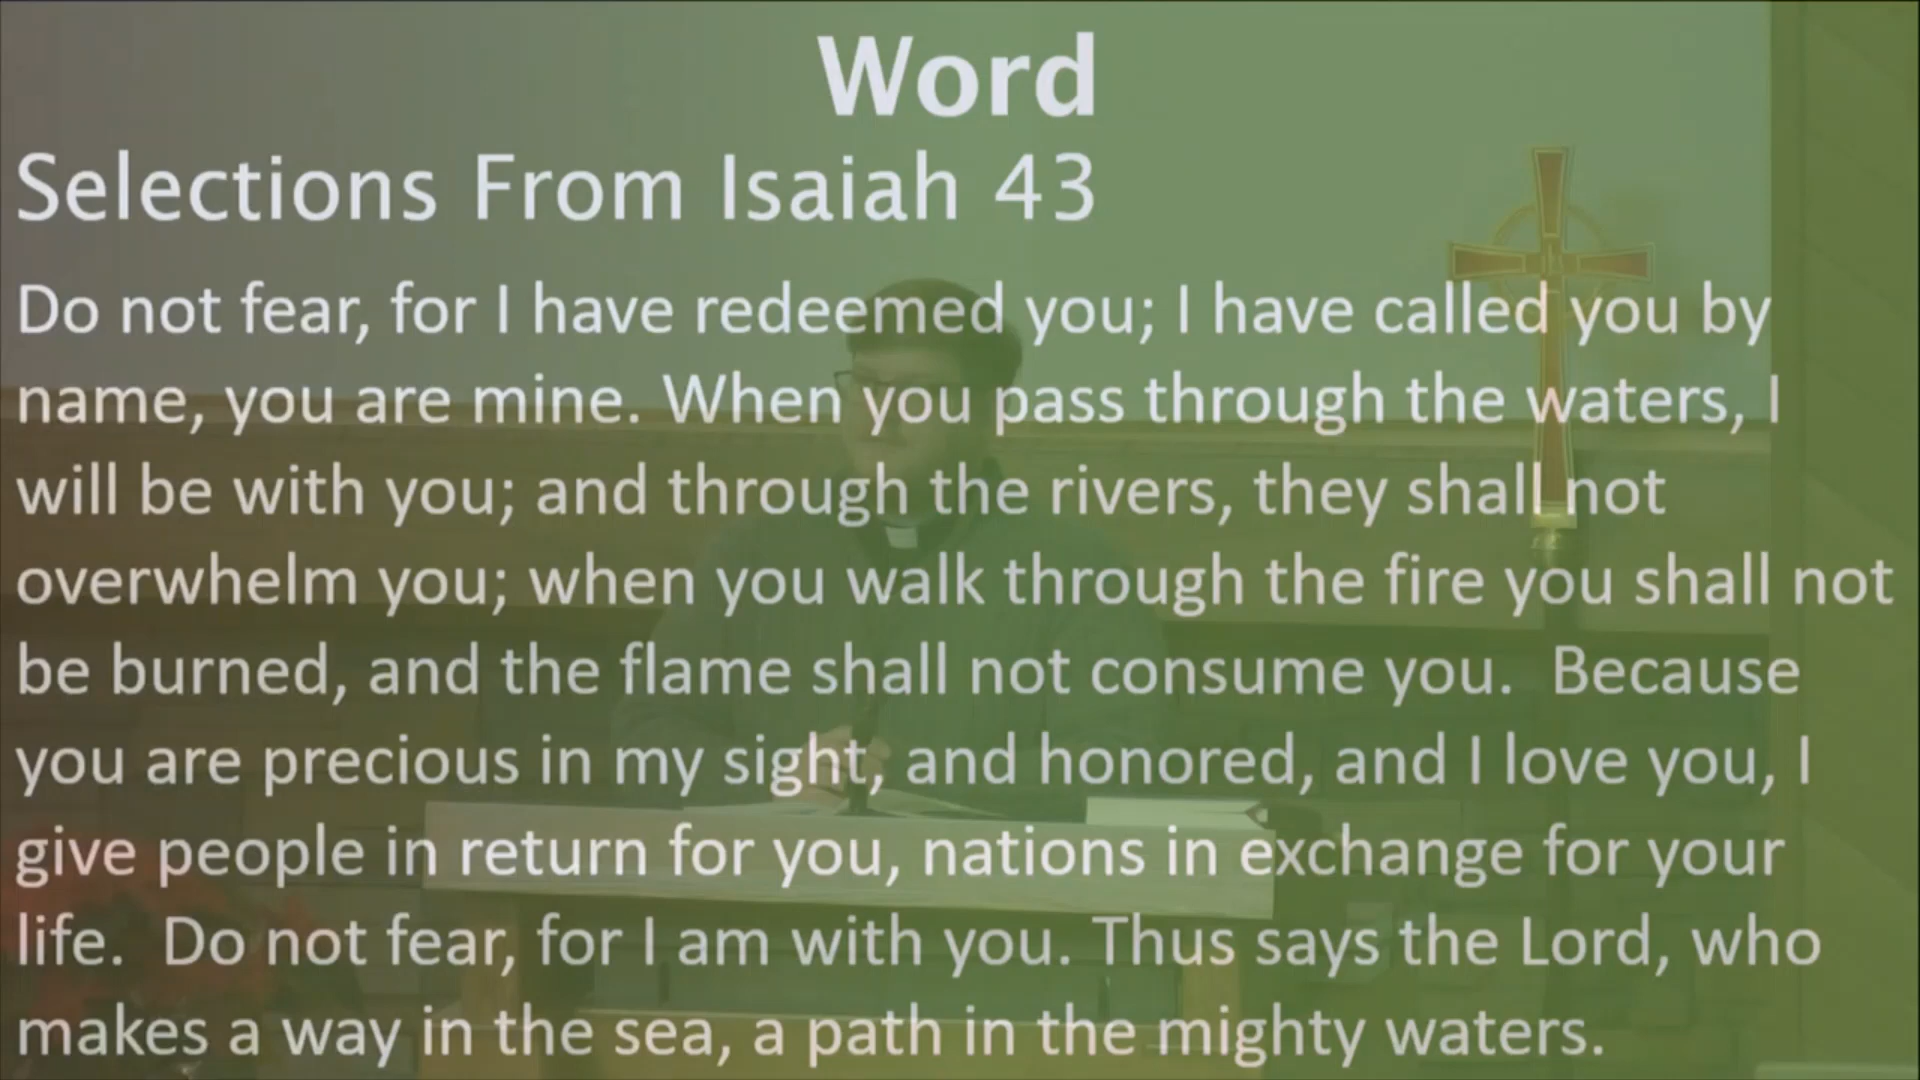 Word
Selections From Isaiah 43
Do not fear, for I have redeemed you; I have called you by
name, you are mine. When you pass through the waters, I
will be with you; and through the rivers, they shall not
overwhelm you; when you walk through the fire you shall not
be burned, and the flame shall not consume you.  Because
you are precious in my sight, and honored, and I love you, I
give people in return for you, nations in exchange for your
life.  Do not fear, for I am with you. Thus says the Lord, who
makes a way in the sea, a path in the mighty waters.